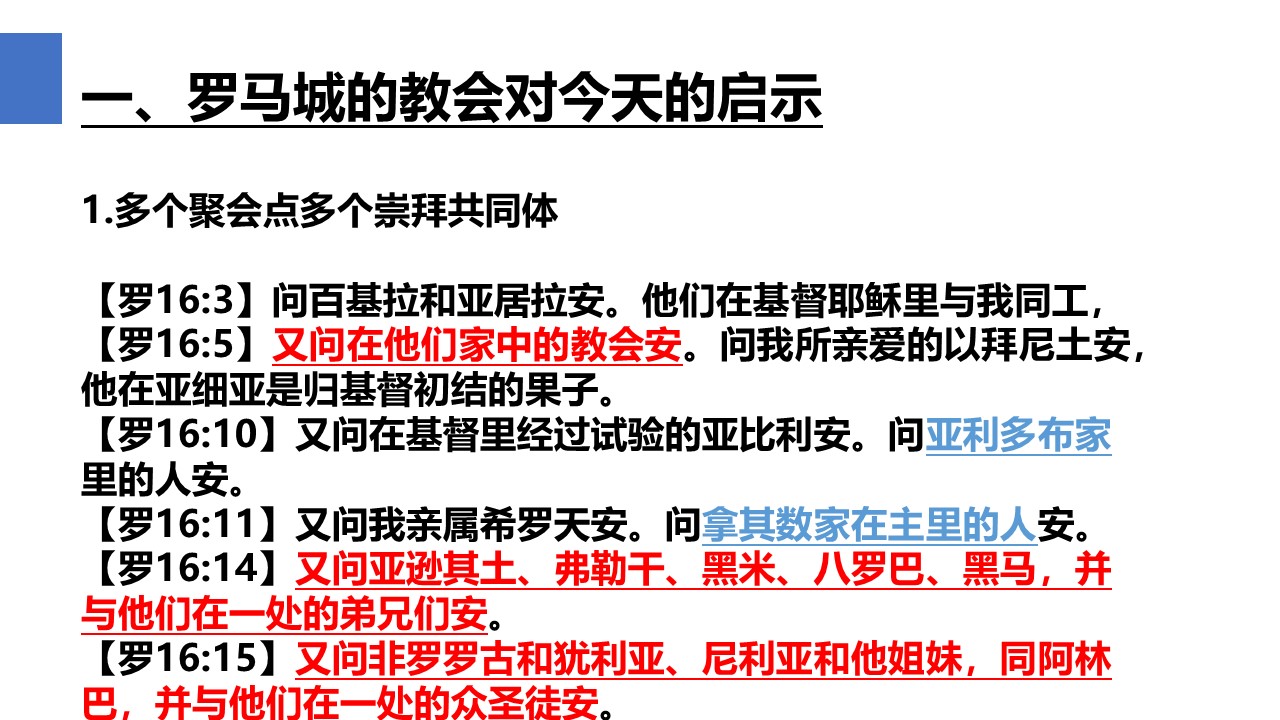 一、罗马城的教会对今天的启示
1.多个聚会点多个崇拜共同体
【罗16:3】问百基拉和亚居拉安。他们在基督耶稣里与我同工，
【罗16:5】又问在他们家中的教会安。问我所亲爱的以拜尼土安，
他在亚细亚是归基督初结的果子。
【罗16:10】又问在基督里经过试验的亚比利安。问亚利多布家
里的人安。
【罗16:11】又问我亲属希罗天安。问拿其数家在主里的人安。
【罗16:14】又问亚逊其土、弗勒干、黑米、八罗巴、黑马，并
与他们在一处的弟兄们安。
【罗16:15】又问非罗罗古和犹利亚、尼利亚和他姐妹，同阿林
巴，并与他们在一处的众圣徒安。